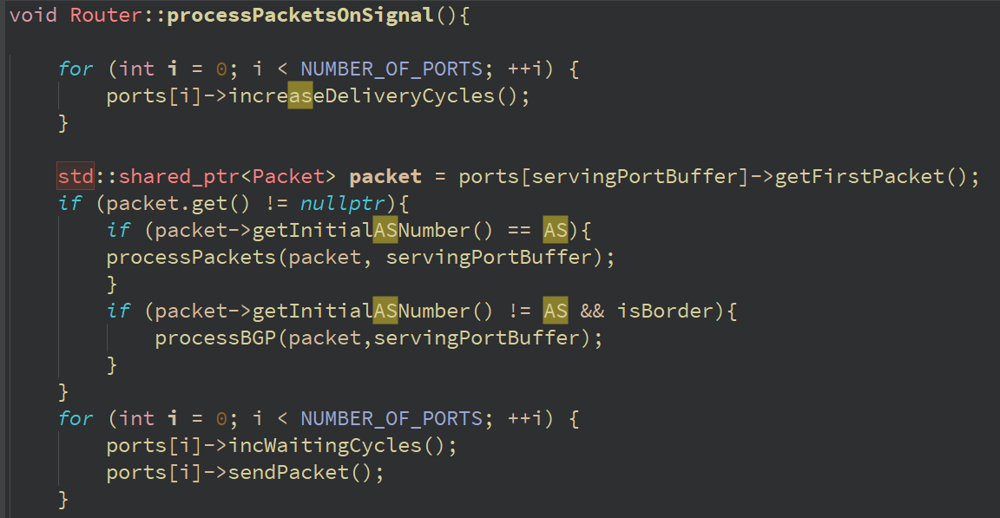 void Router::processPacketsOnSignal(){
for (int i = 0; i < NUMBER_OF_PORTS; ++i) {
ports[i]->increaseDeliveryCycles();
}
std::shared_ptr<Packet> packet = ports[servingPortBuffer]->getFirstPacket();
if (packet.get() != nullptr){
if (packet->getInitialASNumber() == AS){
processPackets(packet, servingPortBuffer);
}
if (packet->getInitialASNumber() != AS && isBorder){
processBGP(packet,servingPortBuffer);
}
}
for (int i = 0; i < NUMBER_OF_PORTS; ++i) {
ports[i]->incWaitingCycles();
ports[i]->sendPacket();
}